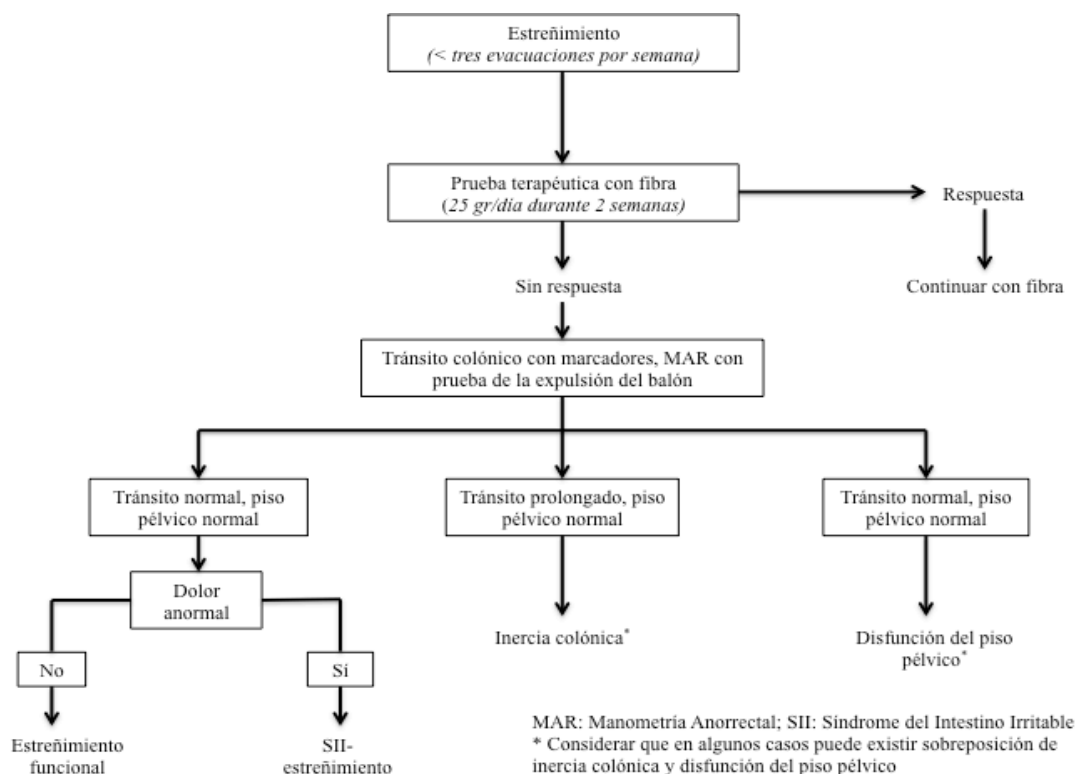 Estreñimiento
(< tres evacuaciones por semana)
Prueba terapéutica con fibra
(25 gr/día durante 2 semanas)
Respuesta
Sin respuesta
Continuar con fibra
Tránsito colónico con marcadores, MAR con
prueba de la expulsión del balón
Tránsito normal, piso
pélvico normal
Tránsito prolongado, piso
pélvico normal
Tránsito normal, piso
pélvico normal
Dolor
anormal
Inercia colónica*
Disfunción del piso
pélvico*
No
Sí
Estreñimiento
funcional
SII-
estreñimiento
MAR: Manometría Anorrectal; SII: Síndrome del Intestino Irritable
* Considerar que en algunos casos puede existir sobreposición de
inercia colónica y disfunción del piso pélvico